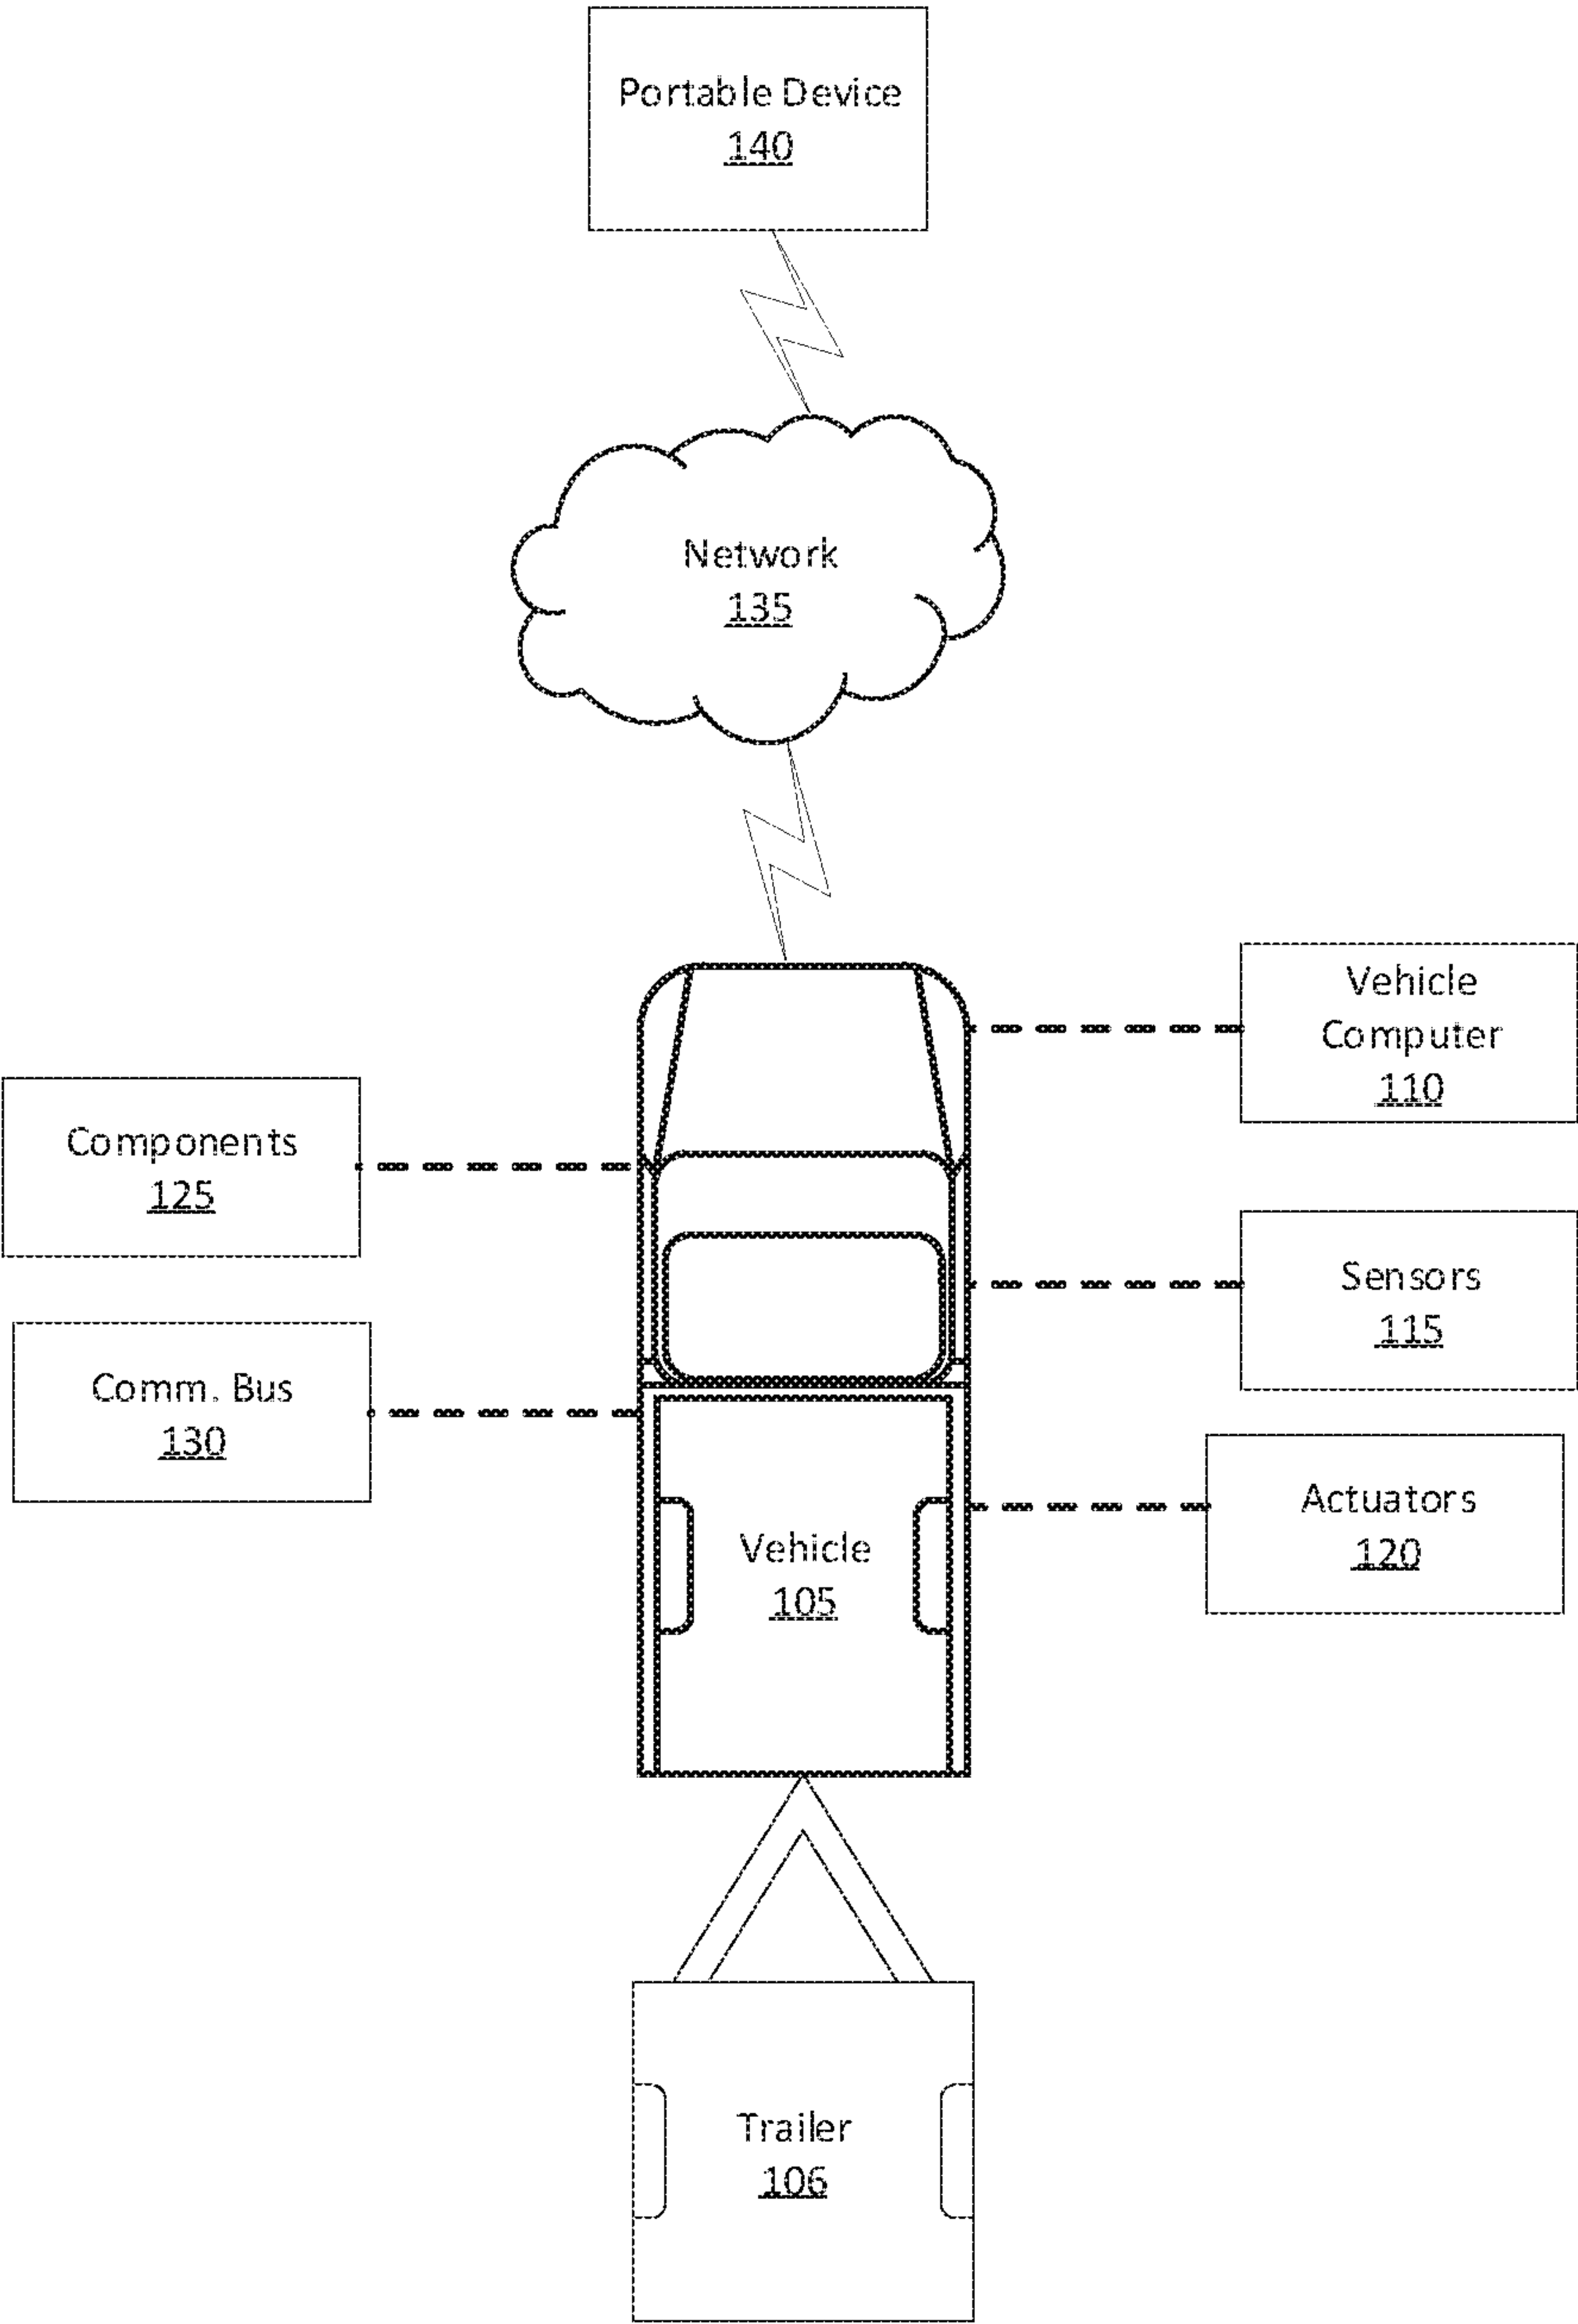 Portable Device
140
Network
135
Vehicle
Computer
110
Components
125
Sensors
115
Comm. Bus
130
Actuators
120
Vehicle
105
Trailer
106